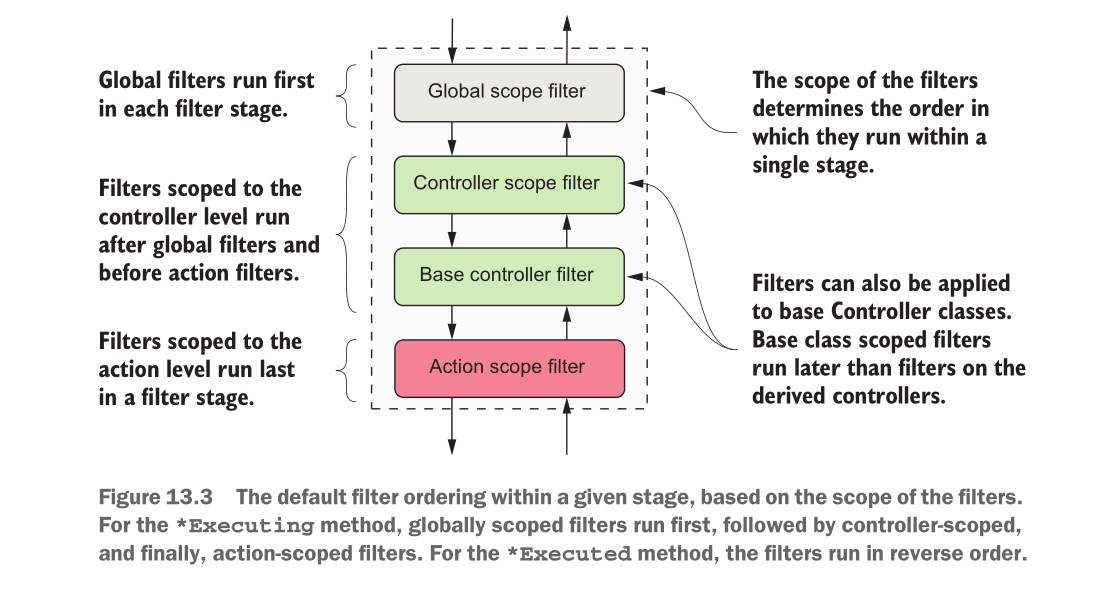 Global filters run first
in each filter stage.
Global scope filter
The scope of the filters
determines the order in
which they run within a
single stage.
Filters scoped to the
controller level run
after global filters and
before action filters.
Controller scope filter
Base controller filter
Filters can also be applied
to base Controller classes.
Base class scoped filters
run later than filters on the
derived controllers.
Filters scoped to the
action level run last
in a filter stage.
Action scope filter
Figure 13.3 The default filter ordering within a given stage, based on the scope of the filters.
For the *Executing method, globally scoped filters run first, followed by controller-scoped,
and finally, action-scoped filters. For the *Executed method, the filters run in reverse order.